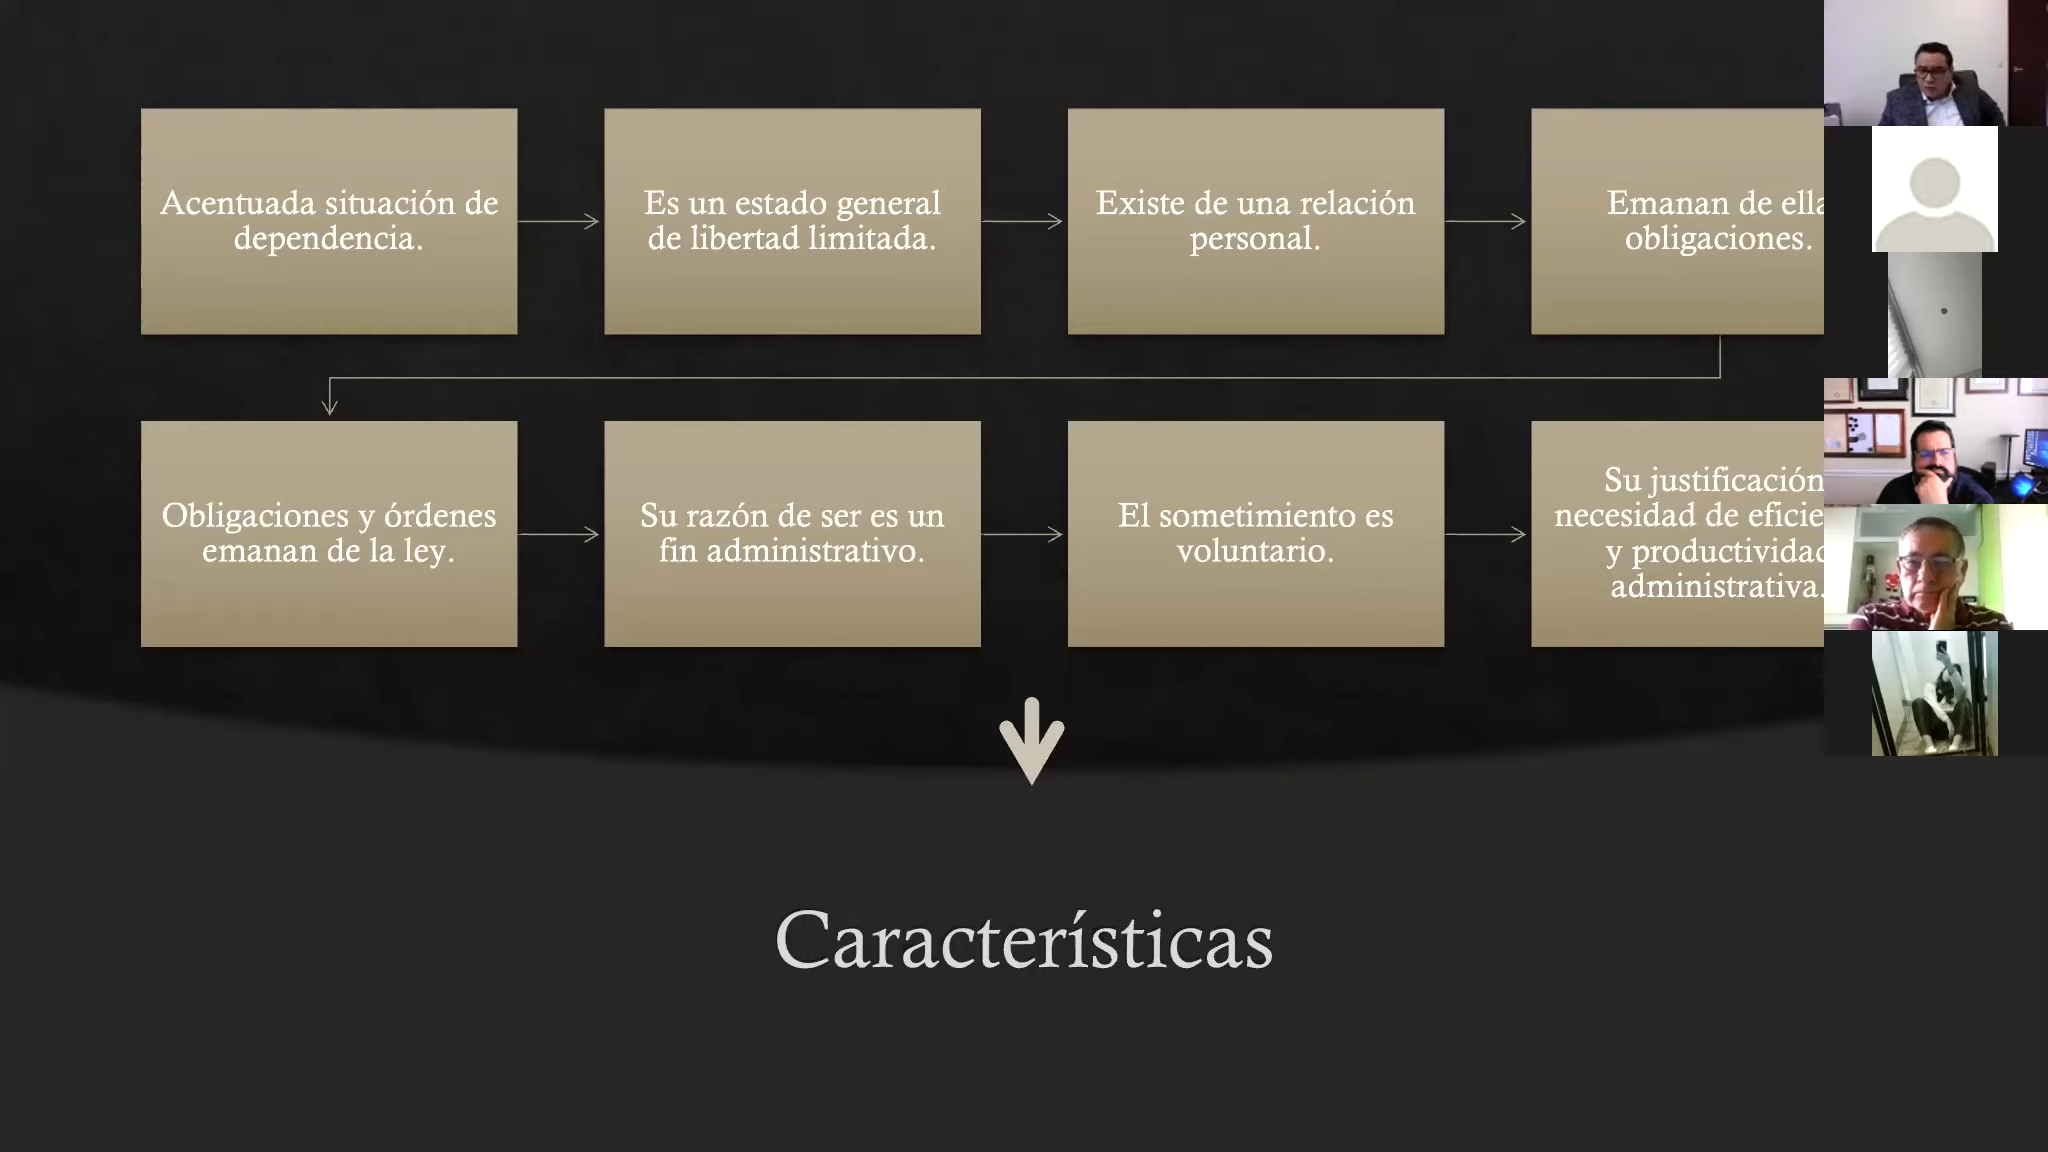 Acentuada situación de
dependencia.
Es un estado general
de libertad limitada.
Existe de una relación
personal.
Emanan de ella
obligaciones.
Obligaciones y órdenes
emanan de la ley.
Su razón de ser es un
fin administrativo.
El sometimiento es
voluntario.
Su justificación
necesidad de
y productividad
administrativa.
Características